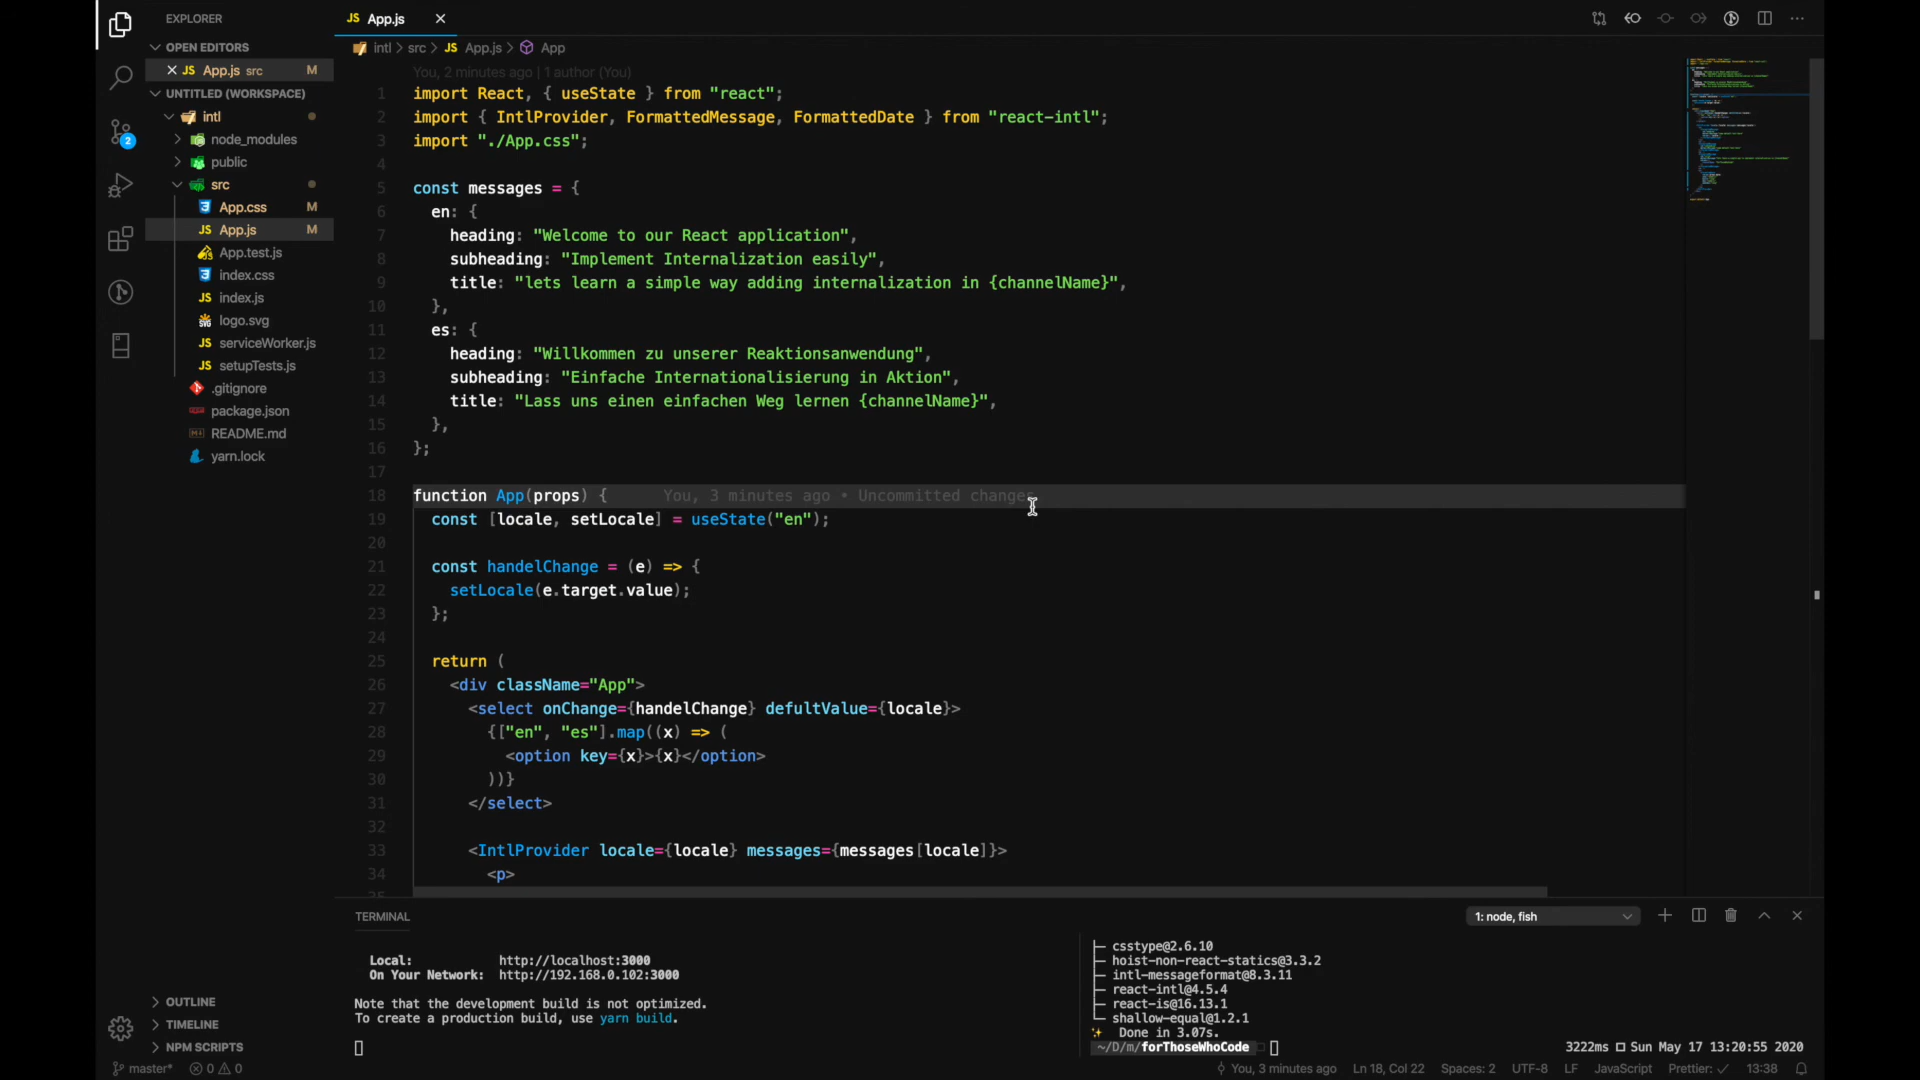 EXPLORER
OPEN EDITORS
JS App.js src M
UNTITLED (WORKSPACE)
intl
node_modules
public
src
App.css M
JS App.js M
App.test.js
index.css
JS index.js
logo.svg
JS serviceWorker.js
JS setupTests.js
.gitignore
package.json
README.md
yarn.lock
2
OUTLINE
TIMELINE
NPM SCRIPTS
JS App.js
intl > src > JS App.js > App
You, 2 minutes ago | 1 author (You)
1 import React, { useState } from "react";
2 import { IntlProvider, FormattedMessage, FormattedDate } from "react-intl";
3 import "./App.css";
4
5 const messages = {
6 en: {
7 heading: "Welcome to our React application",
8 subheading: "Implement Internalization easily",
9 title: "lets learn a simple way adding internalization in {channelName}",
10 },
11 es: {
12 heading: "Willkommen zu unserer Reaktionsanwendung",
13 subheading: "Einfache Internationalisierung in Aktion",
14 title: "Lass uns einen einfachen Weg lernen {channelName}",
15 },
16 };
17
18 function App(props) { You, 3 minutes ago • Uncommitted changes
19 const [locale, setLocale] = useState("en");
20
21 const handelChange = (e) => {
22 setLocale(e.target.value);
23 };
24
25 return (
26 <div className="App">
27 <select onChange={handelChange} defultValue={locale}>
28 {["en", "es"].map((x) => (
29 <option key={x}>{x}</option>
30 ))}
31 </select>
32
33 <IntlProvider locale={locale} messages={messages[locale]}>
34 <p>
35
TERMINAL
1: node, fish
Local: http://localhost:3000
On Your Network: http://192.168.0.102:3000
Note that the development build is not optimized.
To create a production build, use yarn build.
├─ csstype@2.6.10
├─ hoist-non-react-statics@3.3.2
├─ intl-messageformat@8.3.11
├─ react-intl@4.5.4
├─ react-is@16.13.1
└─ shallow-equal@1.2.1
✨ Done in 3.07s.
~/D/m/forThoseWhoCode
3222ms Sun May 17 13:20:55 2020
master* 0 0
You, 3 minutes ago Ln 18, Col 22 Spaces: 2 UTF-8 LF JavaScript Prettier: ✓ 13:38